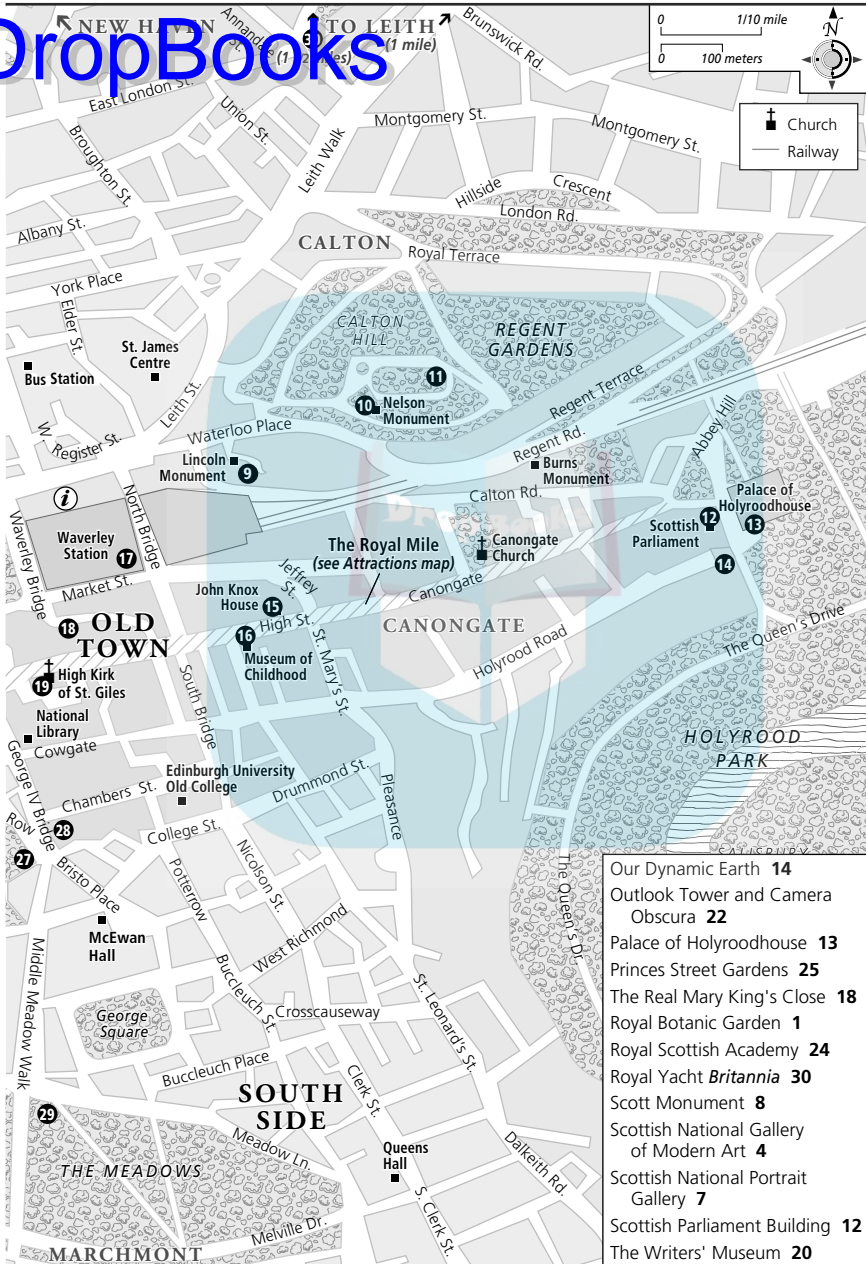 NEW HAVEN
Annandale St.
TO LEITH
(1 mile)
DropBooks
Brunswick Rd.
0 1/10 mile
0 100 meters
N
Church
Railway
East London St.
Union St.
Montgomery St.
Montgomery St.
Broughton St.
Leith Walk
Hillside Crescent
London Rd.
Albany St.
CALTON
Royal Terrace
York Place
Elder St.
CALTON
HILL
REGENT
GARDENS
St. James
Centre
Bus Station
Leith St.
11
10 Nelson
Monument
Regent Terrace
Abbey Hill
W. Register St.
Waterloo Place
Regent Rd.
Lincoln
Monument 9
Burns
Monument
Calton Rd.
i
North Bridge
Waverley Bridge
Waverley
Station 17
Palace of
Holyroodhouse
13
12
Scottish
Parliament
14
DropBooks
The Royal Mile
(see Attractions map)
Canongate
Church
Canongate
Market St.
Jeffrey St.
John Knox
House 15
18
OLD
TOWN
High St.
16
Museum of
Childhood
St. Mary's St.
CANONGATE
Holyrood Road
The Queen's Drive
19
High Kirk
of St. Giles
South Bridge
National
Library
Cowgate
George IV Bridge
HOLYROOD
PARK
Edinburgh University
Old College
Drummond St.
Pleasance
Chambers St.
Row
28
27
College St.
Bristo Place
Potterrow
Nicolson St.
SALISBURY
The Queen's Dr.
McEwan
Hall
West Richmond
Middle Meadow Walk
Buccleuch St.
George
Square
Crosscauseway
St. Leonard's St.
Buccleuch Place
SOUTH
SIDE
Clerk St.
29
Meadow Ln.
THE MEADOWS
Queens
Hall
Dalkeith Rd.
S. Clerk St.
Melville Dr.
MARCHMONT
Our Dynamic Earth 14
Outlook Tower and Camera
Obscura 22
Palace of Holyroodhouse 13
Princes Street Gardens 25
The Real Mary King's Close 18
Royal Botanic Garden 1
Royal Scottish Academy 24
Royal Yacht Britannia 30
Scott Monument 8
Scottish National Gallery
of Modern Art 4
Scottish National Portrait
Gallery 7
Scottish Parliament Building 12
The Writers' Museum 20